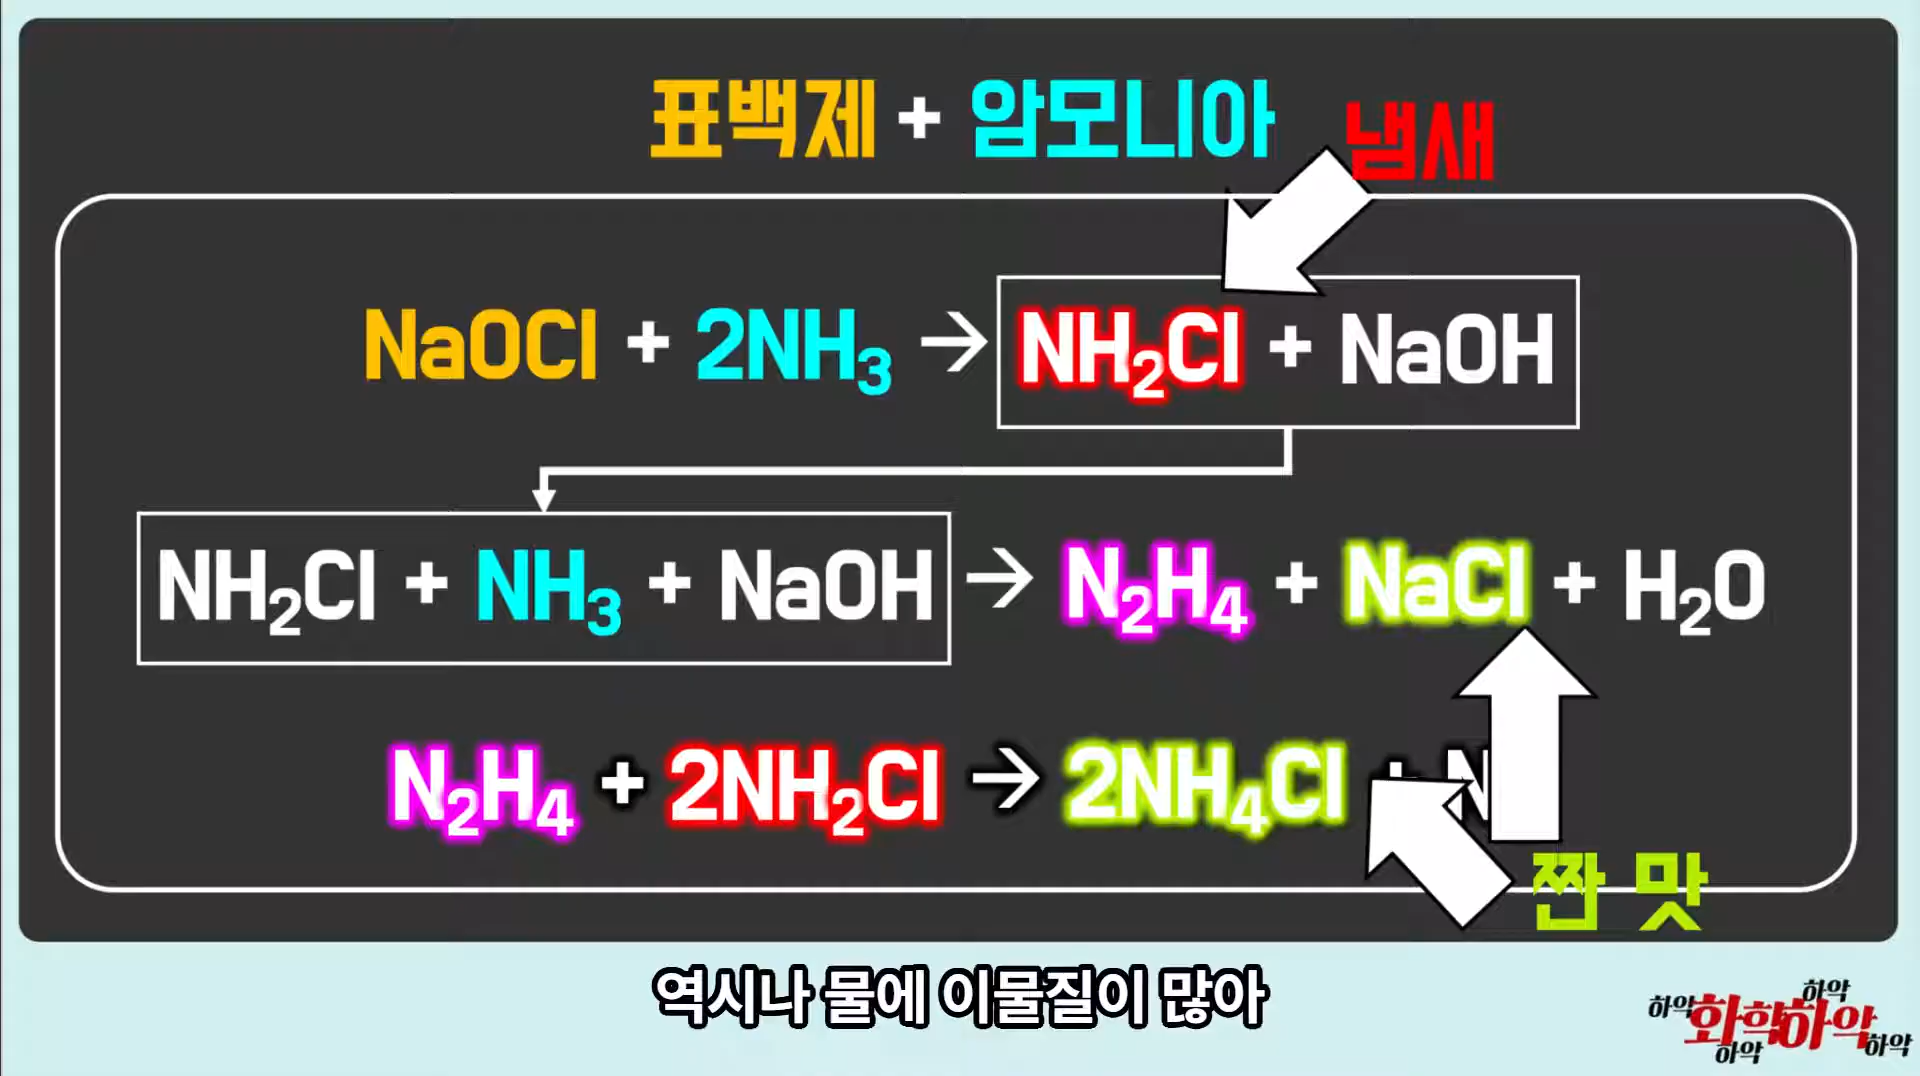 표백제 + 암모니아
냄새
NaOCl + 2NH₃ → NH₂Cl + NaOH
NH₂Cl + NH₃ + NaOH → N₂H₄ + NaCl + H₂O
N₂H₄ + 2NH₂Cl → 2NH₄Cl + N
짠 맛
역시나 물에 이물질이 많아
하악 화학하악 하악
하악 하악